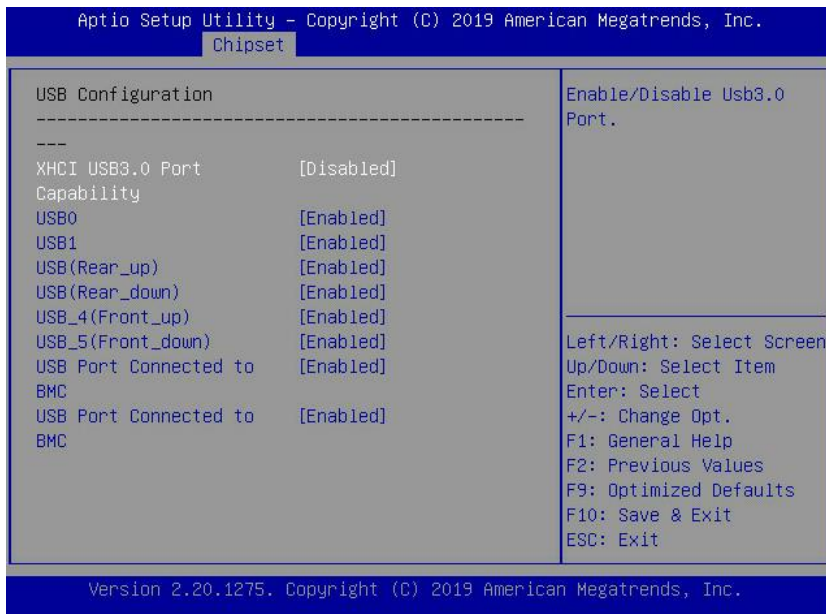 Aptio Setup Utility – Copyright (C) 2019 American Megatrends, Inc.
Chipset
USB Configuration
-----------------------------------------------
---
XHCI USB3.0 Port [Disabled]
Capability
USB0 [Enabled]
USB1 [Enabled]
USB(Rear_up) [Enabled]
USB(Rear_down) [Enabled]
USB_4(Front_up) [Enabled]
USB_5(Front_down) [Enabled]
USB Port Connected to [Enabled]
BMC
USB Port Connected to [Enabled]
BMC
Enable/Disable Usb3.0
Port.
Left/Right: Select Screen
Up/Down: Select Item
Enter: Select
+/-: Change Opt.
F1: General Help
F2: Previous Values
F9: Optimized Defaults
F10: Save & Exit
ESC: Exit
Version 2.20.1275. Copyright (C) 2019 American Megatrends, Inc.